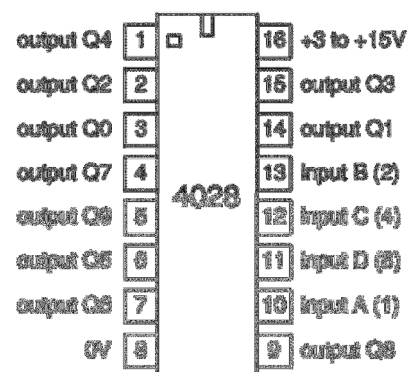 output Q4 1 16 +3 to +15V
output Q2 2 15 output Q3
output Q0 3 14 output Q1
output Q7 4 13 input B (2)
4028
output Q9 5 12 input C (4)
output Q5 6 11 input D (8)
output Q6 7 10 input A (1)
0V 8 9 output Q8